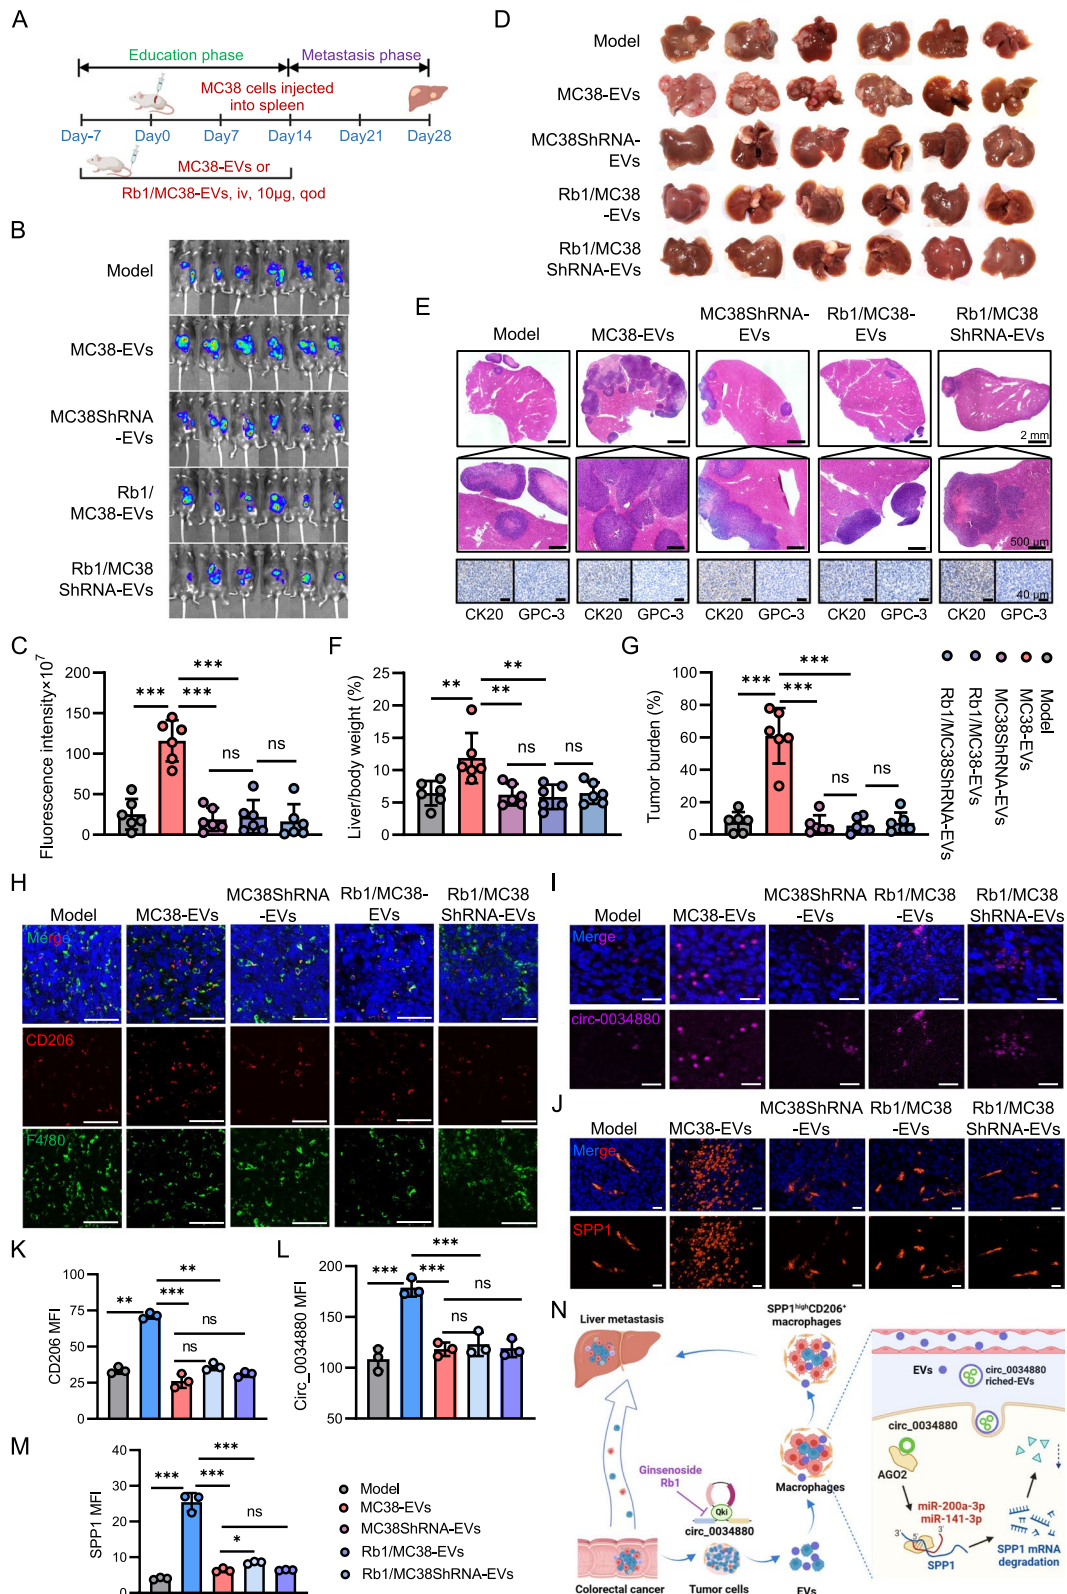 A
Education phase
Metastasis phase
MC38 cells injected
into spleen
Day-7
Day0
Day7
Day14
Day21
Day28
MC38-EVs or
Rb1/MC38-EVs, iv, 10μg, qod
B
Model
MC38-EVs
MC38ShRNA
-EVs
Rb1/
MC38-EVs
Rb1/MC38
ShRNA-EVs
D
Model
MC38-EVs
MC38ShRNA-
EVs
Rb1/MC38
-EVs
Rb1/MC38
ShRNA-EVs
E
Model
MC38-EVs
MC38ShRNA-
EVs
Rb1/MC38-
EVs
Rb1/MC38
ShRNA-EVs
2 mm
500 μm
40 μm
CK20 GPC-3
CK20 GPC-3
CK20 GPC-3
CK20 GPC-3
CK20 GPC-3
C
Fluorescence intensity×10⁷
200
150
100
50
0
***
***
***
ns
ns
F
Liver/body weight (%)
25
20
15
10
5
0
**
**
**
ns
ns
G
Tumor burden (%)
100
80
60
40
20
0
***
***
***
ns
ns
Rb1/MC38ShRNA-EVs
Rb1/MC38-EVs
MC38ShRNA-EVs
MC38-EVs
Model
H
Model
MC38-EVs
MC38ShRNA
-EVs
Rb1/MC38-
EVs
Rb1/MC38
ShRNA-EVs
Merge
CD206
F4/80
I
Model
MC38-EVs
MC38ShRNA
-EVs
Rb1/MC38
-EVs
Rb1/MC38
ShRNA-EVs
Merge
circ-0034880
J
Model
MC38-EVs
MC38ShRNA
-EVs
Rb1/MC38
-EVs
Rb1/MC38
ShRNA-EVs
Merge
SPP1
K
CD206 MFI
100
75
50
25
0
**
***
**
ns
ns
L
Circ_0034880 MFI
200
150
100
50
***
***
***
ns
ns
M
SPP1 MFI
40
30
20
10
0
***
***
***
ns
*
Model
MC38-EVs
MC38ShRNA-EVs
Rb1/MC38-EVs
Rb1/MC38ShRNA-EVs
N
Liver metastasis
SPP1ʰⁱᵍʰCD206⁺
macrophages
Ginsenoside
Rb1
Qki
circ_0034880
Macrophages
Colorectal cancer
Tumor cells
EVs
EVs
circ_0034880
riched-EVs
circ_0034880
AGO2
miR-200a-3p
miR-141-3p
3'
5'
3'
SPP1
SPP1 mRNA
degradation